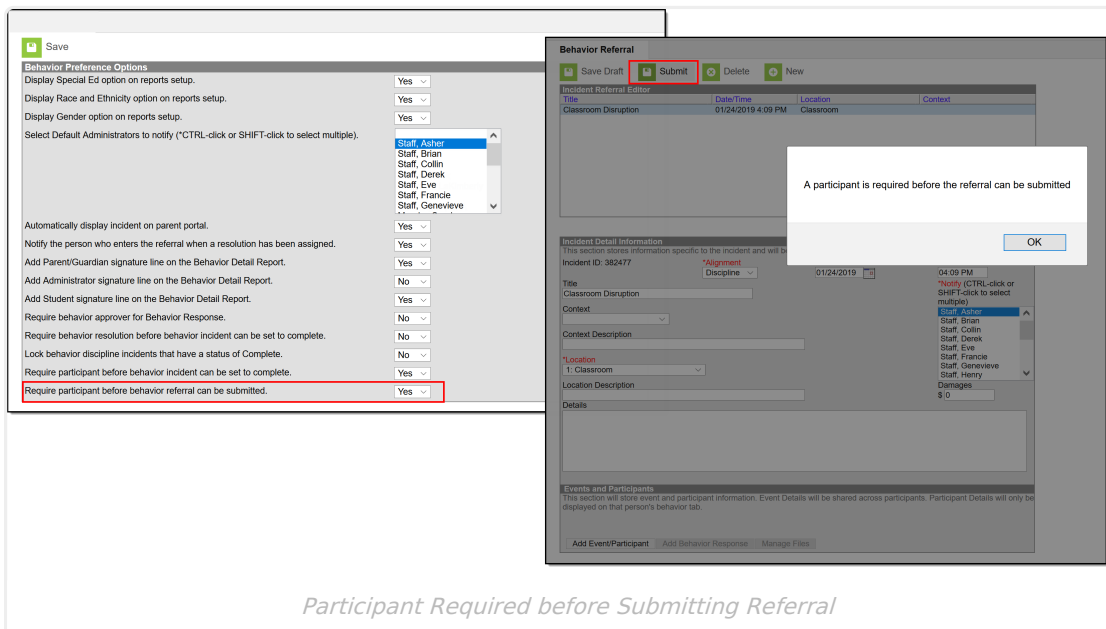 Save
Behavior Preference Options
Display Special Ed option on reports setup.
Yes
Display Race and Ethnicity option on reports setup.
Yes
Display Gender option on reports setup.
Yes
Select Default Administrators to notify (*CTRL-click or SHIFT-click to select multiple).
Staff, Asher
Staff, Brian
Staff, Collin
Staff, Derek
Staff, Eve
Staff, Francie
Staff, Genevieve
Automatically display incident on parent portal.
Yes
Notify the person who enters the referral when a resolution has been assigned.
Yes
Add Parent/Guardian signature line on the Behavior Detail Report.
Yes
Add Administrator signature line on the Behavior Detail Report.
No
Add Student signature line on the Behavior Detail Report.
Yes
Require behavior approver for Behavior Response.
No
Require behavior resolution before behavior incident can be set to complete.
No
Lock behavior discipline incidents that have a status of Complete.
No
Require participant before behavior incident can be set to complete.
Yes
Require participant before behavior referral can be submitted.
Yes
Behavior Referral
Save Draft Submit Delete New
Incident Referral Editor
Title Date/Time Location Context
Classroom Disruption 01/24/2019 4:09 PM Classroom
A participant is required before the referral can be submitted
OK
Incident Detail Information
This section stores information specific to the incident and will be
Incident ID: 382477 *Alignment
Discipline 01/24/2019 04:09 PM
Title
Classroom Disruption
*Notify (CTRL-click or
SHIFT-click to select
multiple)
Staff, Asher
Staff, Brian
Staff, Collin
Staff, Derek
Staff, Eve
Staff, Francie
Staff, Genevieve
Staff, Henry
Context
Context Description
*Location
1: Classroom
Location Description
Damages
$ 0
Details
Events and Participants
This section will store event and participant information. Event Details will be shared across participants. Participant Details will only be
displayed on that person's behavior tab.
Add Event/Participant Add Behavior Response Manage Files
Participant Required before Submitting Referral